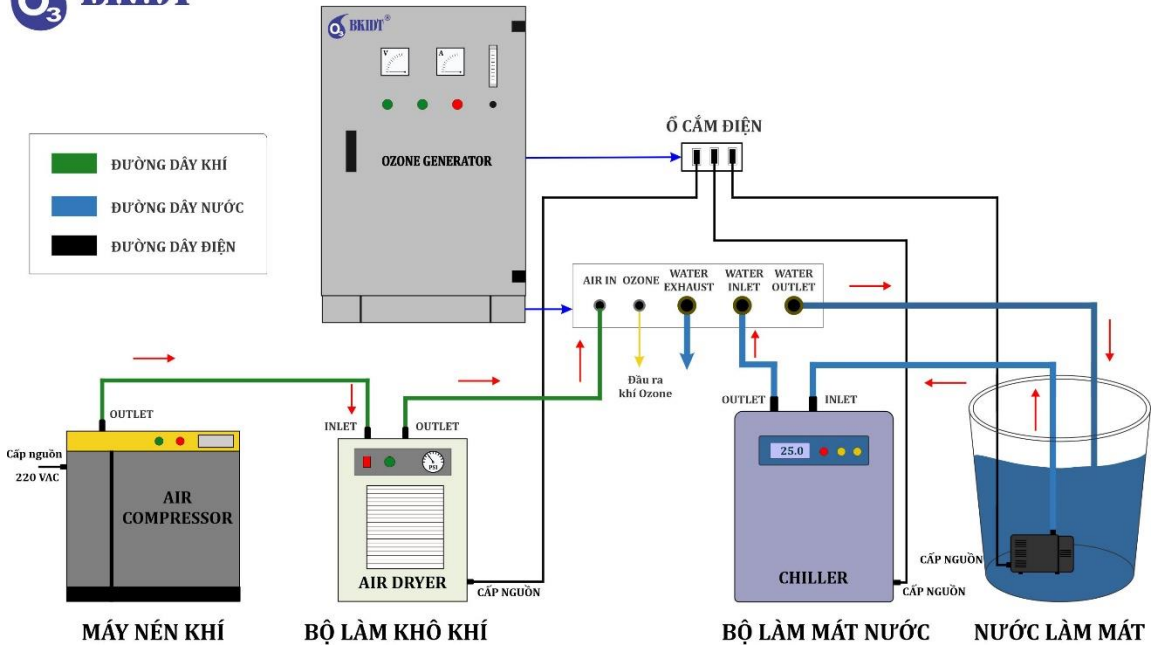 O3 BKIDT
O3 BKIDT®
V
A
OZONE GENERATOR
Ổ CẮM ĐIỆN
ĐƯỜNG DÂY KHÍ
ĐƯỜNG DÂY NƯỚC
ĐƯỜNG DÂY ĐIỆN
AIR IN
OZONE
WATER
EXHAUST
WATER
INLET
WATER
OUTLET
Đầu ra
khí Ozone
OUTLET
Cấp nguồn
220 VAC
AIR
COMPRESSOR
INLET
OUTLET
PSI
AIR DRYER
CẤP NGUỒN
OUTLET
INLET
25.0
CHILLER
CẤP NGUỒN
CẤP NGUỒN
MÁY NÉN KHÍ
BỘ LÀM KHÔ KHÍ
BỘ LÀM MÁT NƯỚC
NƯỚC LÀM MÁT